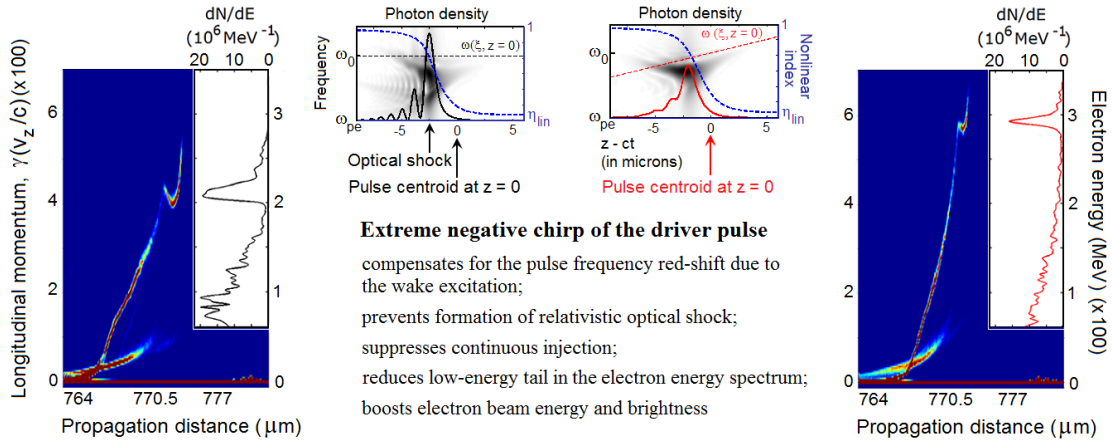 dN/dE
(10⁶ MeV⁻¹)
20 10 0
Longitudinal momentum, γ(v_z/c) (x100)
6
4
2
0
3
2
1
0
764 770.5 777
Propagation distance (μm)
Photon density
Frequency
ω₀
ω_pe
ω(ξ, z = 0)
1
η_lin
-5 0 5
Optical shock
Pulse centroid at z = 0
Photon density
ω₀
ω_pe
ω(ξ, z = 0)
1
Nonlinear index
η_lin
-5 0 5
z - ct
(in microns)
Pulse centroid at z = 0
Extreme negative chirp of the driver pulse
compensates for the pulse frequency red-shift due to
the wake excitation;
prevents formation of relativistic optical shock;
suppresses continuous injection;
reduces low-energy tail in the electron energy spectrum;
boosts electron beam energy and brightness
dN/dE
(10⁶ MeV⁻¹)
20 10 0
6
4
2
0
3
2
1
0
Electron energy (MeV) (x100)
764 770.5 777
Propagation distance (μm)